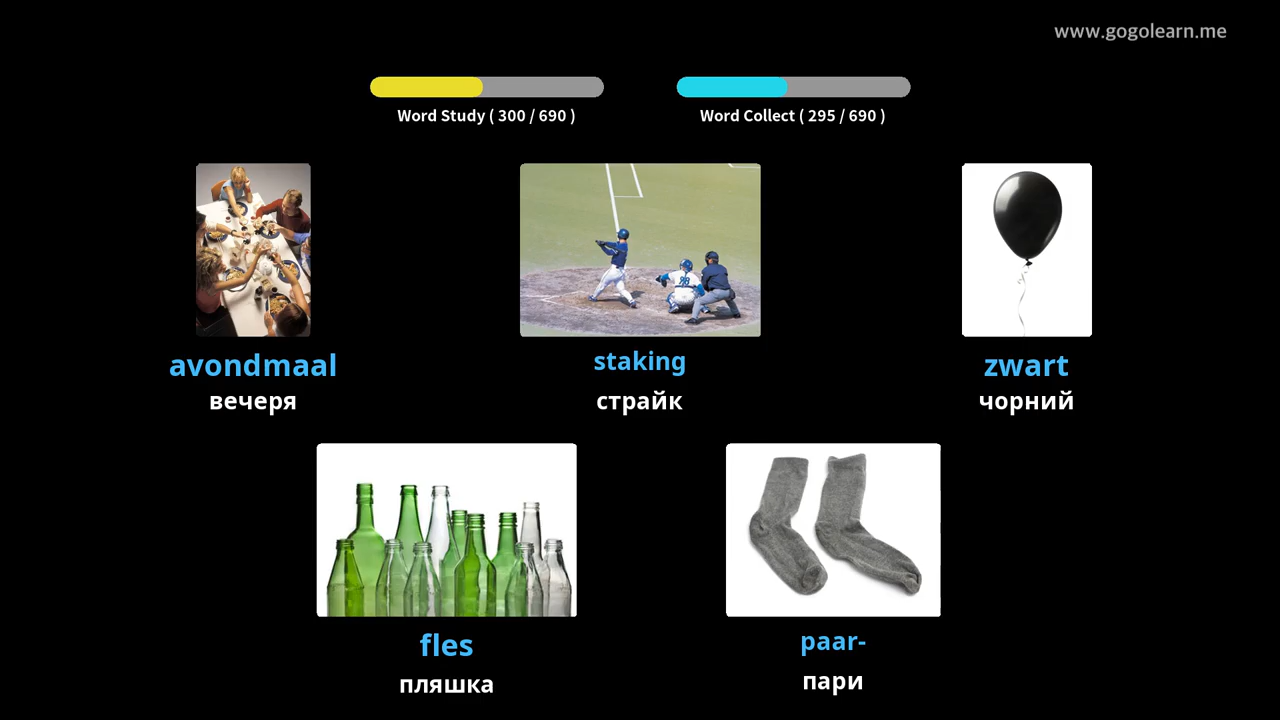 www.gogolearn.me
Word Study ( 300 / 690 )
Word Collect ( 295 / 690 )
avondmaal
вечеря
staking
страйк
zwart
чорний
fles
пляшка
paar-
пари